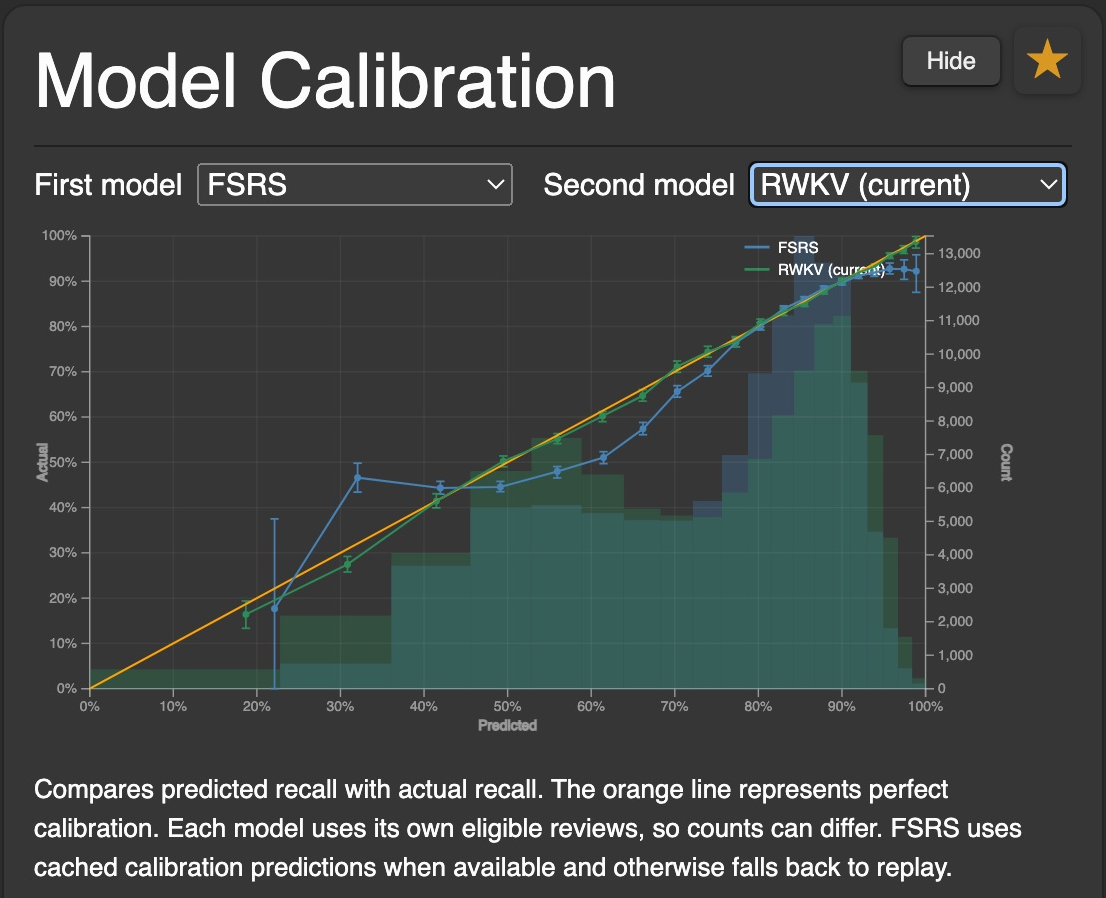 Model Calibration
Hide
First model FSRS Second model RWKV (current)
FSRS
RWKV (current)
100%
90%
80%
70%
60%
50%
40%
30%
20%
10%
0%
Actual
13,000
12,000
11,000
10,000
9,000
8,000
7,000
6,000
5,000
4,000
3,000
2,000
1,000
0
Count
0% 10% 20% 30% 40% 50% 60% 70% 80% 90% 100%
Predicted
Compares predicted recall with actual recall. The orange line represents perfect
calibration. Each model uses its own eligible reviews, so counts can differ. FSRS uses
cached calibration predictions when available and otherwise falls back to replay.